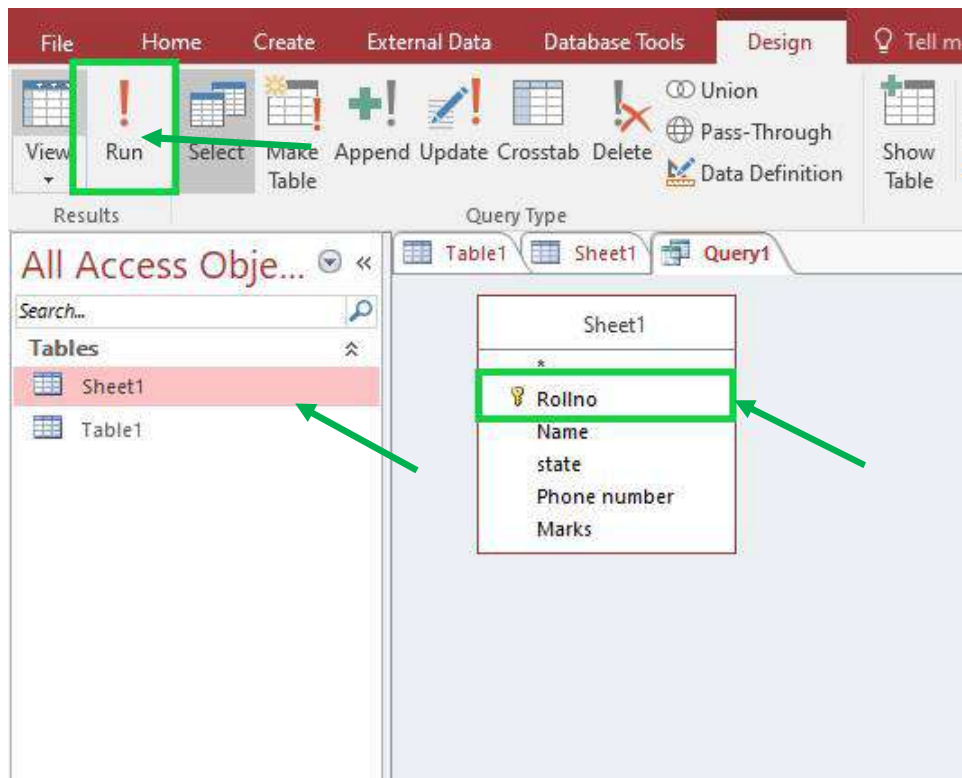 File Home Create External Data Database Tools Design Tell m
View Run Select Make Table Append Update Crosstab Delete Union
Pass-Through
Data Definition
Show Table
Results Query Type
All Access Obje... «
Table1 Sheet1 Query1
Search...
Tables
Sheet1
Table1
Sheet1
*
Rollno
Name
state
Phone number
Marks